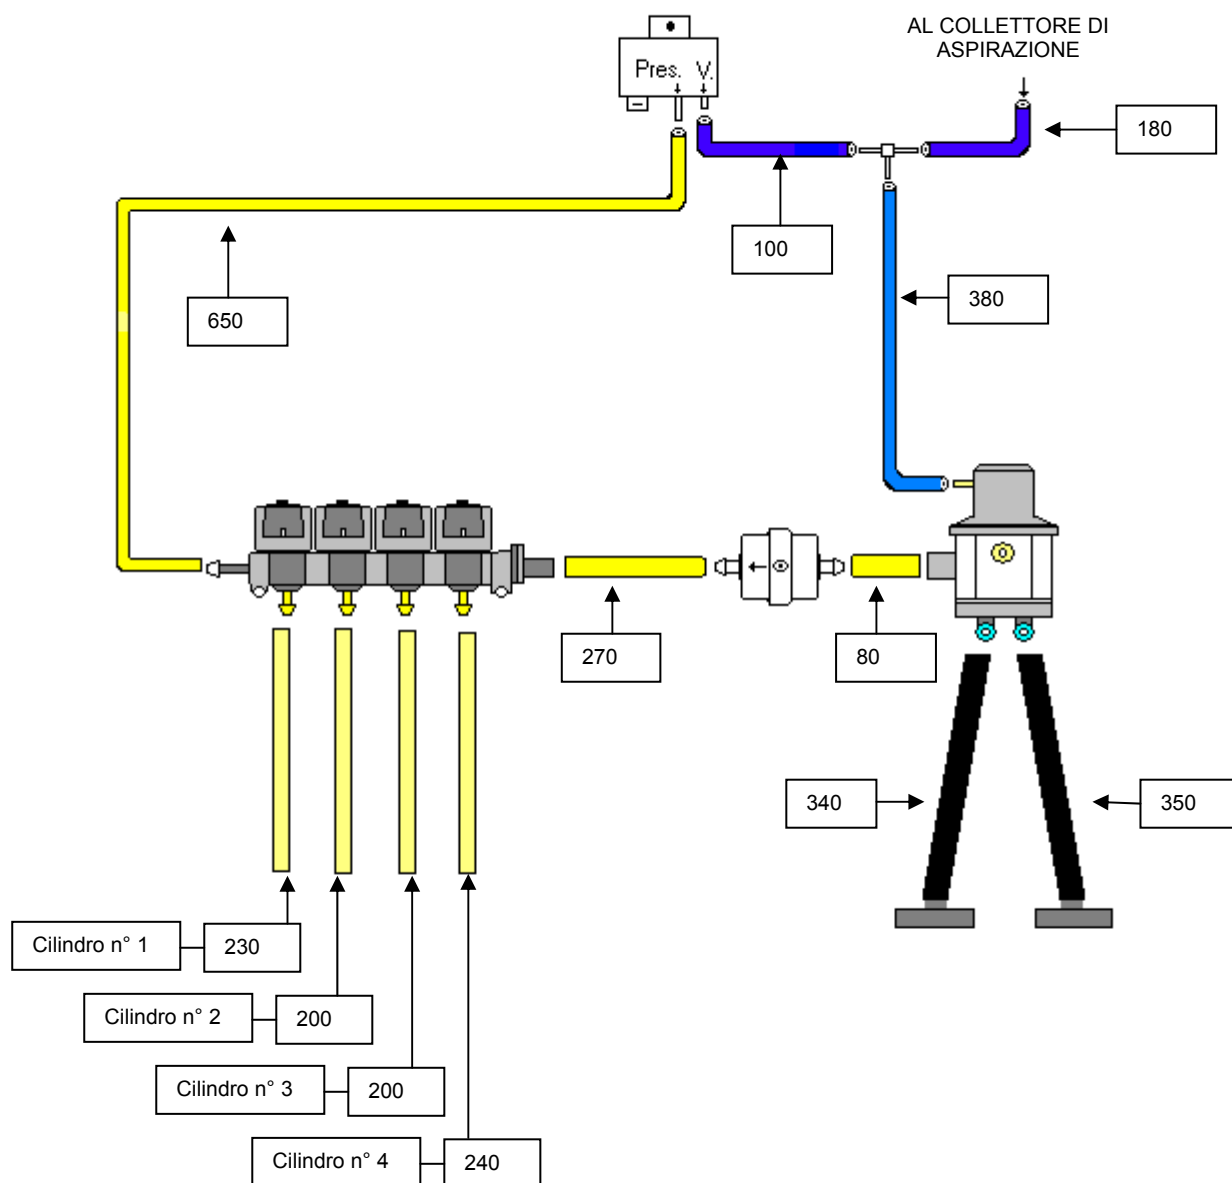 AL COLLETTORE DI
ASPIRAZIONE
Pres. V.
180
100
380
650
270
80
340
350
Cilindro n° 1
230
Cilindro n° 2
200
Cilindro n° 3
200
Cilindro n° 4
240